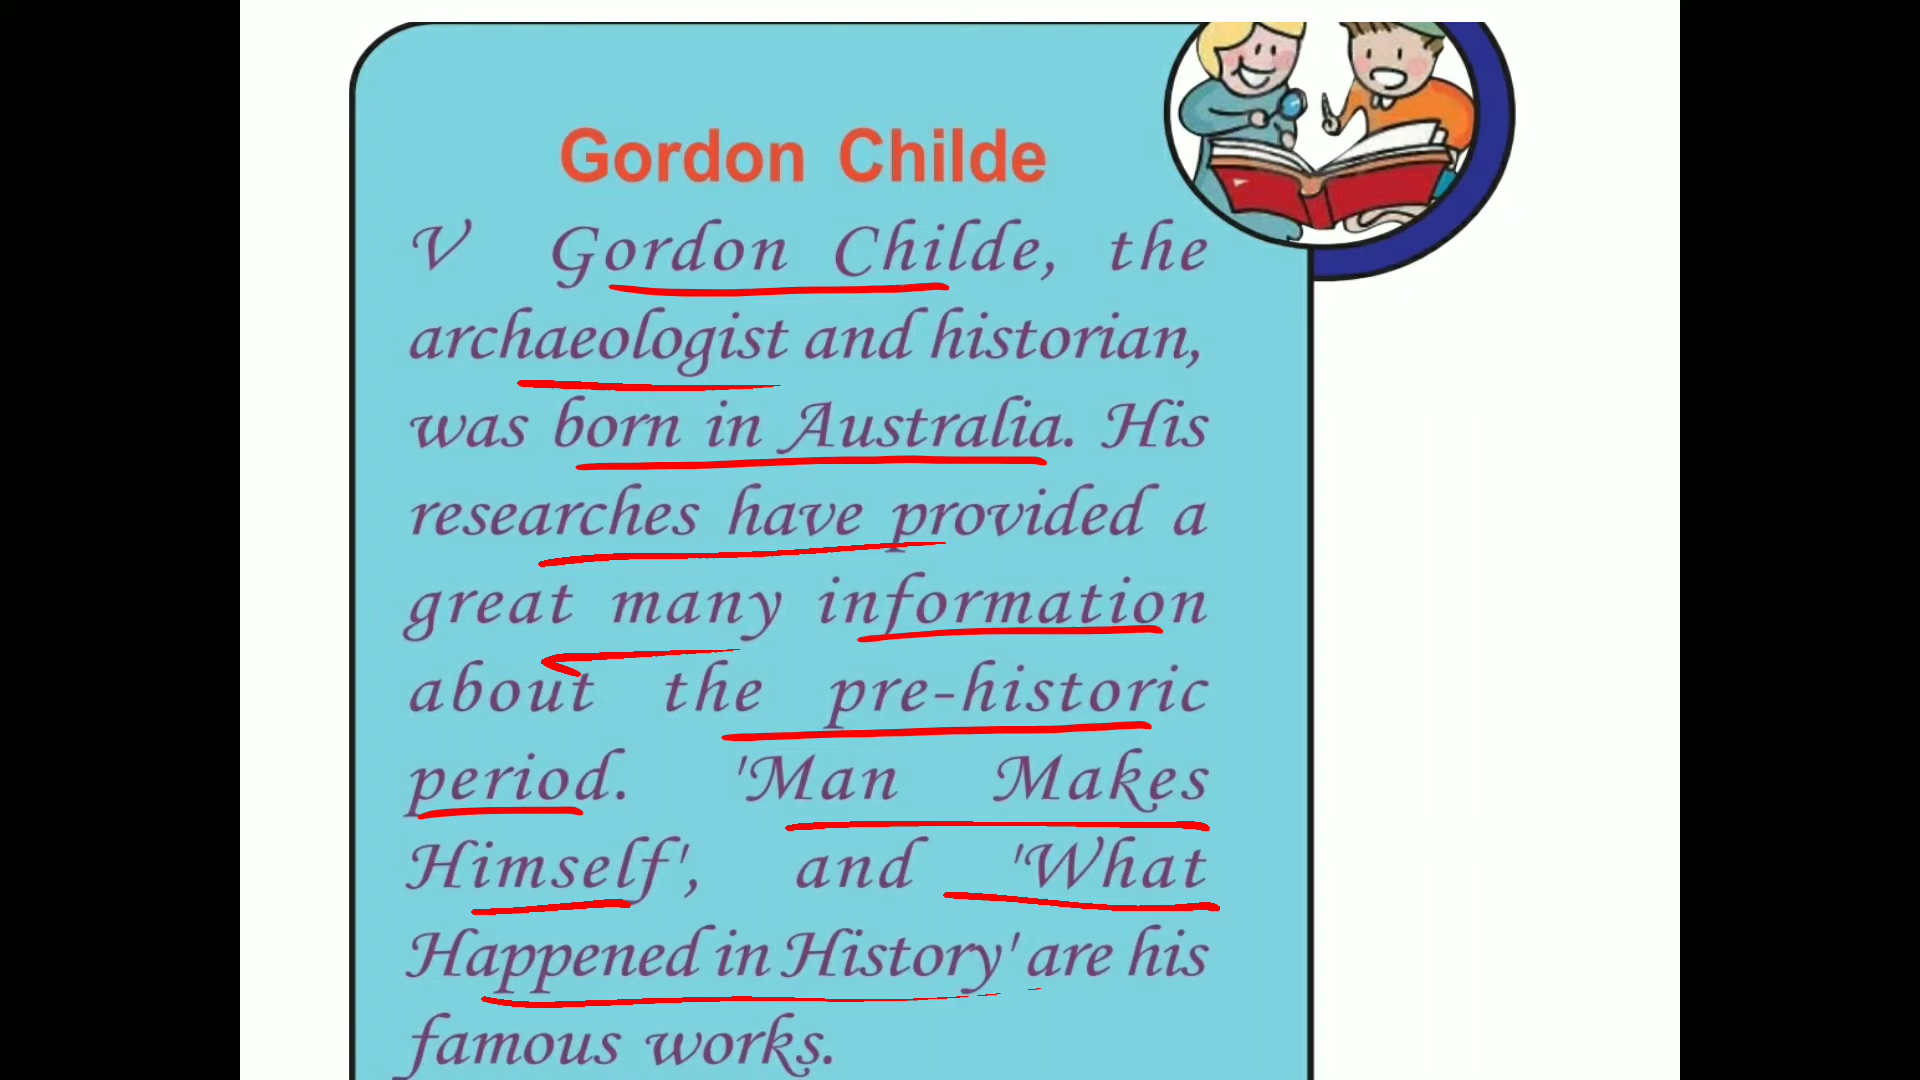 Gordon Childe
V Gordon Childe, the
archaeologist and historian,
was born in Australia. His
researches have provided a
great many information
about the pre-historic
period. 'Man Makes
Himself', and 'What
Happened in History' are his
famous works.